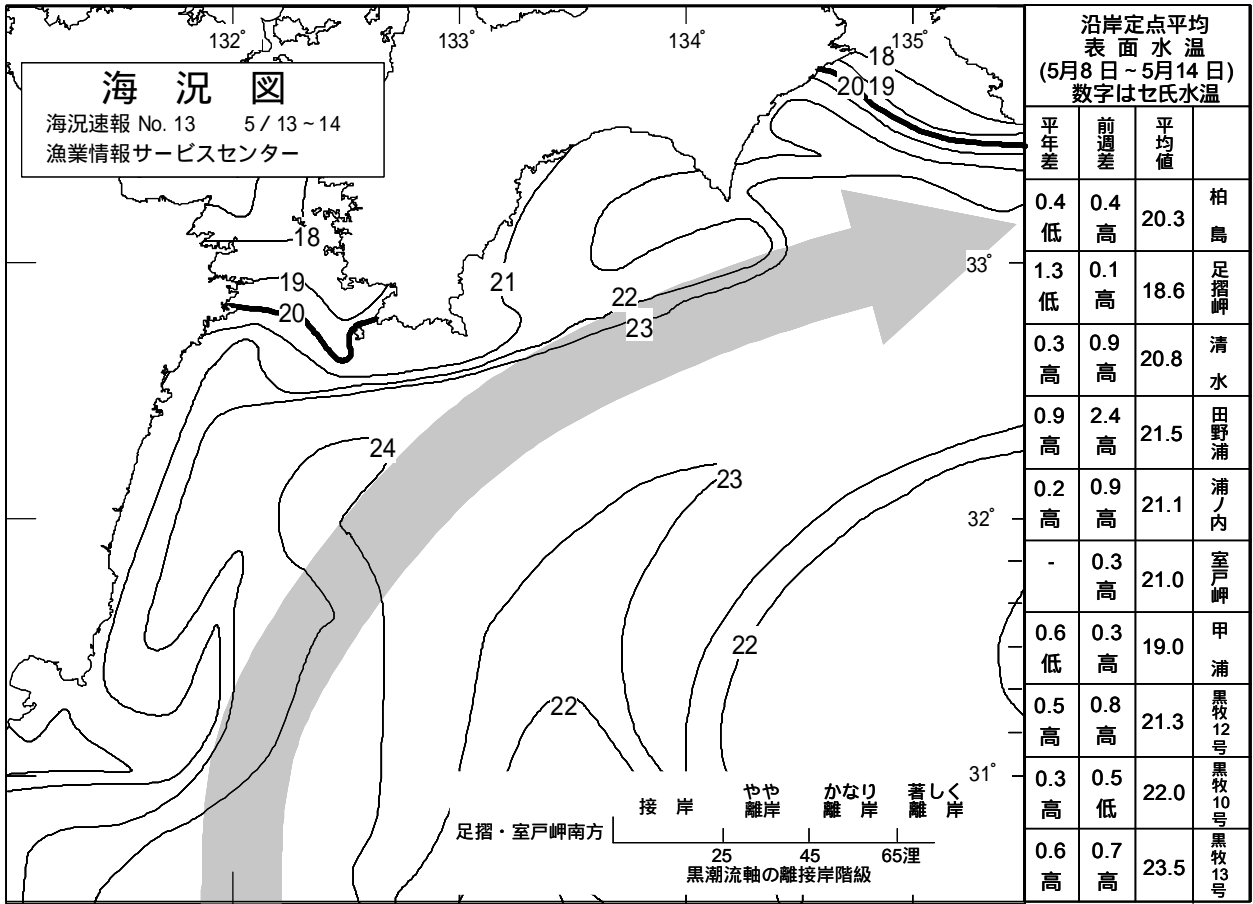 132°
133°
134°
135°
海況図
海況速報 No. 13 5 / 13 ~ 14
漁業情報サービスセンター
18
20
19
18
19
20
21
22
23
33°
24
23
32°
22
22
31°
接岸 やや離岸 かなり離岸 著しく離岸
足摺・室戸岬南方
25 45 65浬
黒潮流軸の離接岸階級
沿岸定点平均
表面水温
(5月8日~5月14日)
数字はセ氏水温
平年差 前週差 平均値
0.4低 0.4高 20.3 柏島
1.3低 0.1高 18.6 足摺岬
0.3高 0.9高 20.8 清水
0.9高 2.4高 21.5 田野浦
0.2高 0.9高 21.1 浦ノ内
- 0.3高 21.0 室戸岬
0.6低 0.3高 19.0 甲浦
0.5高 0.8高 21.3 黒牧12号
0.3高 0.5低 22.0 黒牧10号
0.6高 0.7高 23.5 黒牧13号